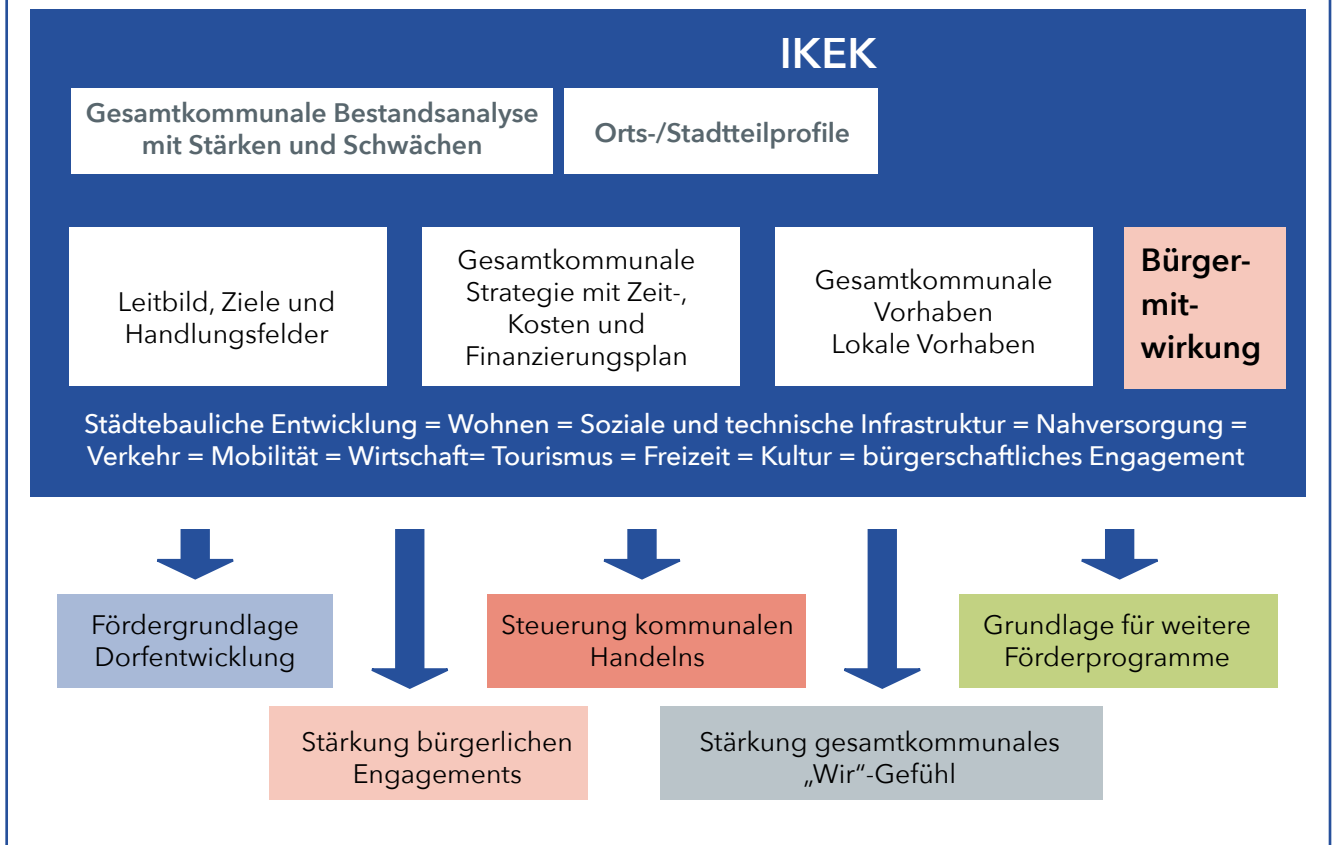 IKEK
Gesamtkommunale Bestandsanalyse
mit Stärken und Schwächen
Orts-/Stadtteilprofile
Leitbild, Ziele und
Handlungsfelder
Gesamtkommunale
Strategie mit Zeit-,
Kosten und
Finanzierungsplan
Gesamtkommunale
Vorhaben
Lokale Vorhaben
Bürger-
mit-
wirkung
Städtebauliche Entwicklung = Wohnen = Soziale und technische Infrastruktur = Nahversorgung =
Verkehr = Mobilität = Wirtschaft= Tourismus = Freizeit = Kultur = bürgerschaftliches Engagement
Fördergrundlage
Dorfentwicklung
Steuerung kommunalen
Handelns
Grundlage für weitere
Förderprogramme
Stärkung bürgerlichen
Engagements
Stärkung gesamtkommunales
„Wir“-Gefühl